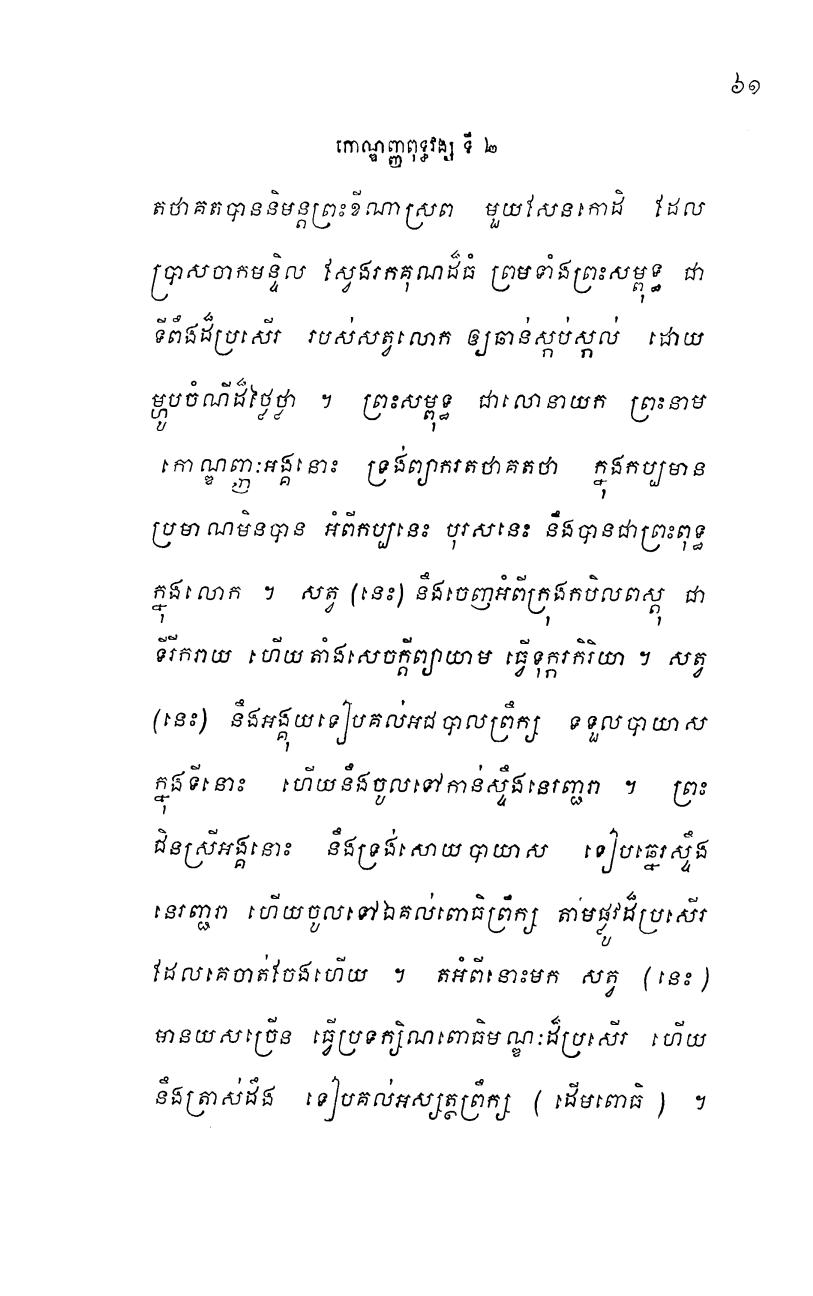 ៦១
កោណ្ឌញ្ញពុទ្ធវង្ស ទី ២
តថាគតបាននិមន្តព្រះខីណាស្រព មួយសែនកោដិ ដែល
ប្រាសចាកមន្ទិល ស្វែងរកគុណដ៏ធំ ព្រមទាំងព្រះសម្ពុទ្ធ ជា
ទីពឹងដ៏ប្រសើរ របស់សត្វលោក ឲ្យឆាន់ស្កប់ស្កល់ ដោយ
ម្ហូបចំណីដ៏ថ្ងៃថ្លា ។ ព្រះសម្ពុទ្ធ ជាលោនាយក ព្រះនាម
កោណ្ឌញ្ញៈអង្គនោះ ទ្រង់ព្យាករតថាគតថា ក្នុងកប្បមាន
ប្រមាណមិនបាន អំពីកប្បនេះ បុរសនេះ នឹងបានជាព្រះពុទ្ធ
ក្នុងលោក ។ សត្វ (នេះ) នឹងចេញអំពីក្រុងកបិលពស្តុ ជា
ទីរីករាយ ហើយតាំងសេចក្តីព្យាយាម ធ្វើទុក្ករកិរិយា ។ សត្វ
(នេះ) នឹងអង្គុយទៀបគល់អជបាលព្រឹក្ស ទទួលបាយាស
ក្នុងទីនោះ ហើយនឹងចូលទៅកាន់ស្ទឹងនេរញ្ជរា ។ ព្រះ
ជិនស្រីអង្គនោះ នឹងទ្រង់សោយបាយាស ទៀបឆ្នេរស្ទឹង
នេរញ្ជរា ហើយចូលទៅឯគល់ពោធិព្រឹក្ស តាមផ្លូវដ៏ប្រសើរ
ដែលគេចាត់ចែងហើយ ។ តអំពីនោះមក សត្វ (នេះ)
មានយសច្រើន ធ្វើប្រទក្សិណពោធិមណ្ឌៈដ៏ប្រសើរ ហើយ
នឹងត្រាស់ដឹង ទៀបគល់អស្សត្ថព្រឹក្ស ( ដើមពោធិ ) ។